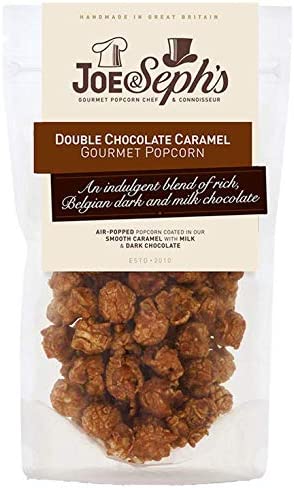 HANDMADE IN GREAT BRITAIN
JOE & Seph's
GOURMET POPCORN CHEF & CONNOISSEUR
DOUBLE CHOCOLATE CARAMEL
GOURMET POPCORN
An indulgent blend of rich,
Belgian dark and milk chocolate
AIR-POPPED POPCORN COATED IN OUR
SMOOTH CARAMEL WITH MILK
& DARK CHOCOLATE
ESTD · 2010